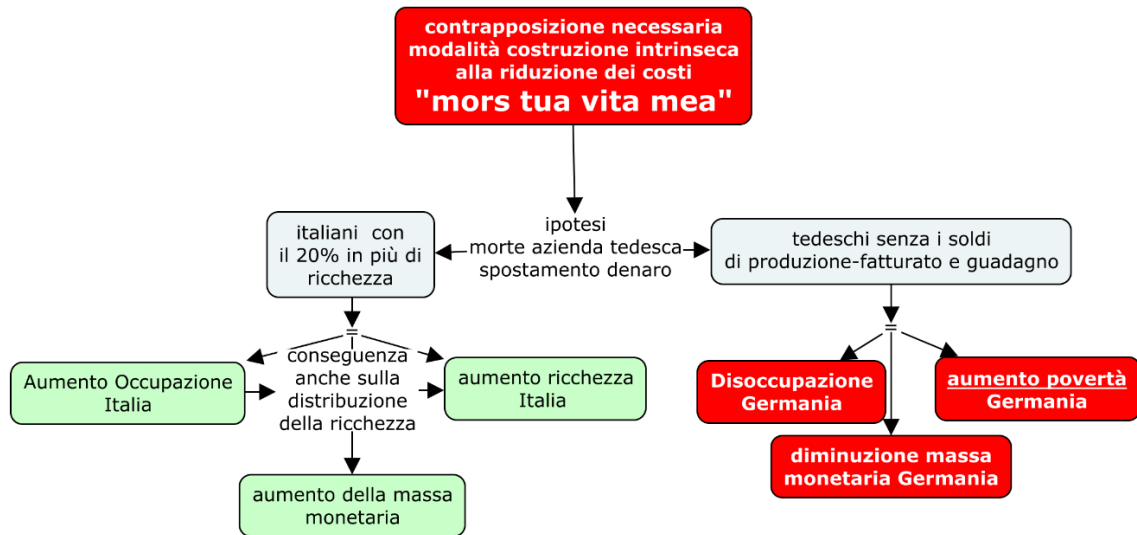 contrapposizione necessaria
modalità costruzione intrinseca
alla riduzione dei costi
"mors tua vita mea"
ipotesi
morte azienda tedesca
spostamento denaro
italiani con
il 20% in più di
ricchezza
tedeschi senza i soldi
di produzione-fatturato e guadagno
=
conseguenza
anche sulla
distribuzione
della ricchezza
=
Aumento Occupazione
Italia
aumento ricchezza
Italia
aumento della massa
monetaria
Disoccupazione
Germania
aumento povertà
Germania
diminuzione massa
monetaria Germania